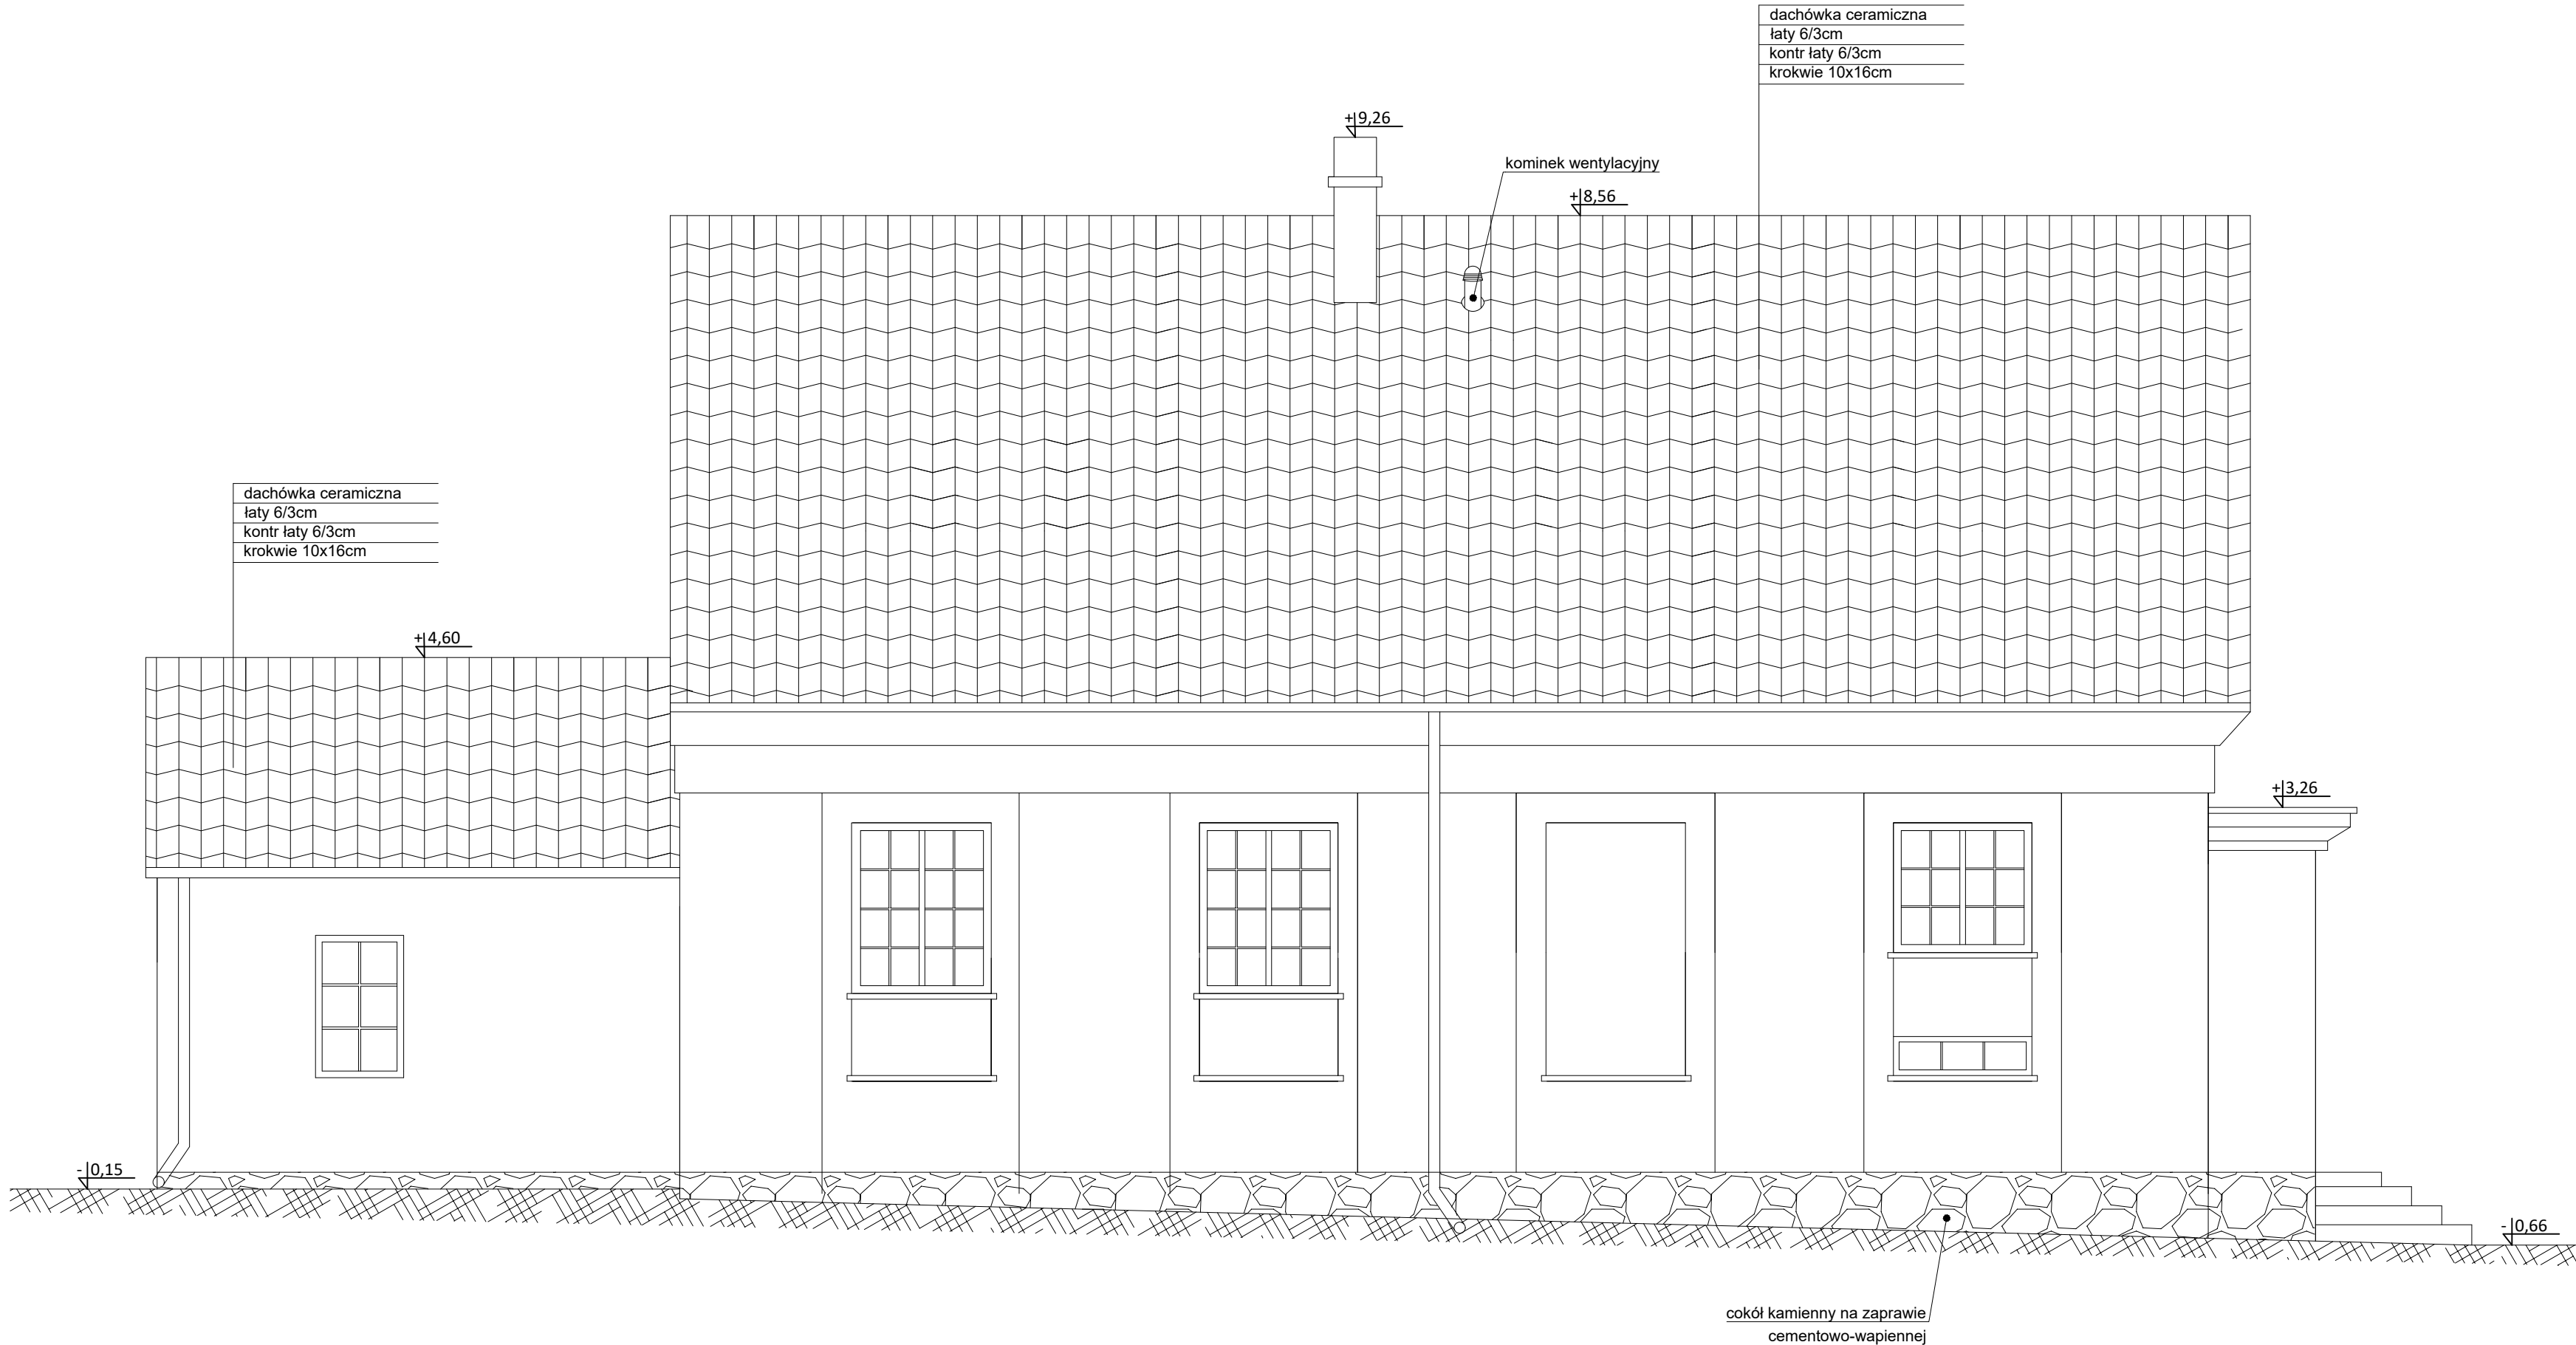 dachówka ceramiczna
łaty 6/3cm
kontr łaty 6/3cm
krokwie 10x16cm
+9,26
kominek wentylacyjny
+8,56
dachówka ceramiczna
łaty 6/3cm
kontr łaty 6/3cm
krokwie 10x16cm
+4,60
+3,26
-0,15
-0,66
cokół kamienny na zaprawie
cementowo-wapiennej